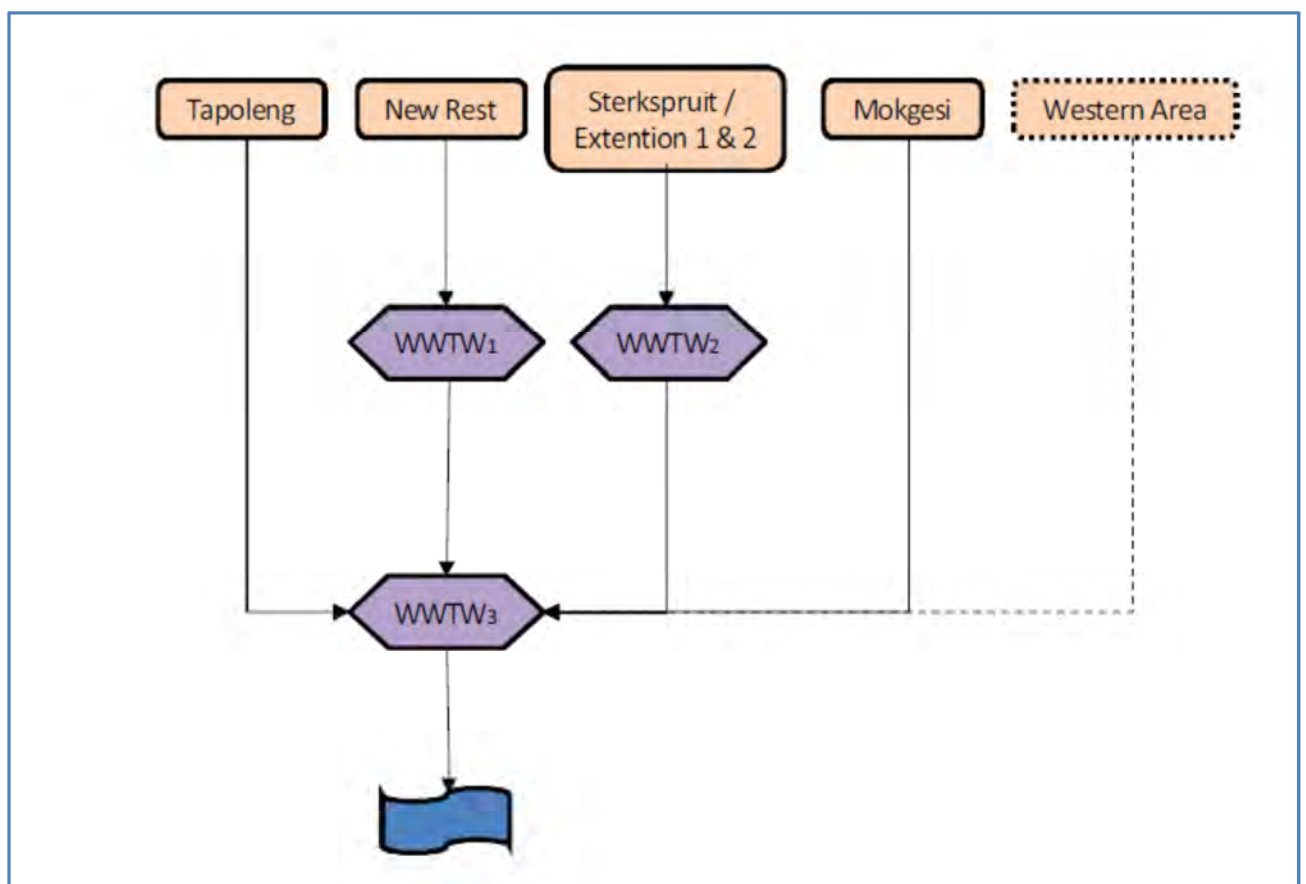 Tapoleng
New Rest
Sterkspruit /
Extention 1 & 2
Mokgesi
Western Area
WWTW₁
WWTW₂
WWTW₃